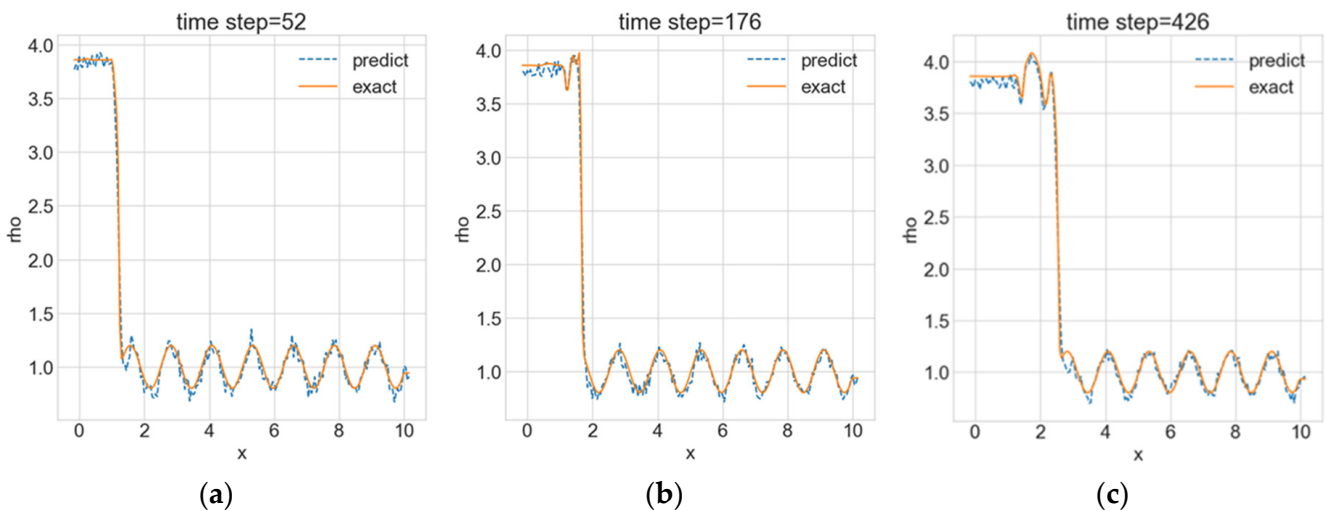 time step=52
4.0
3.5
3.0
2.5
2.0
1.5
1.0
rho
predict
exact
0 2 4 6 8 10
x
(a)
time step=176
4.0
3.5
3.0
2.5
2.0
1.5
1.0
rho
predict
exact
0 2 4 6 8 10
x
(b)
time step=426
4.0
3.5
3.0
2.5
2.0
1.5
1.0
rho
predict
exact
0 2 4 6 8 10
x
(c)